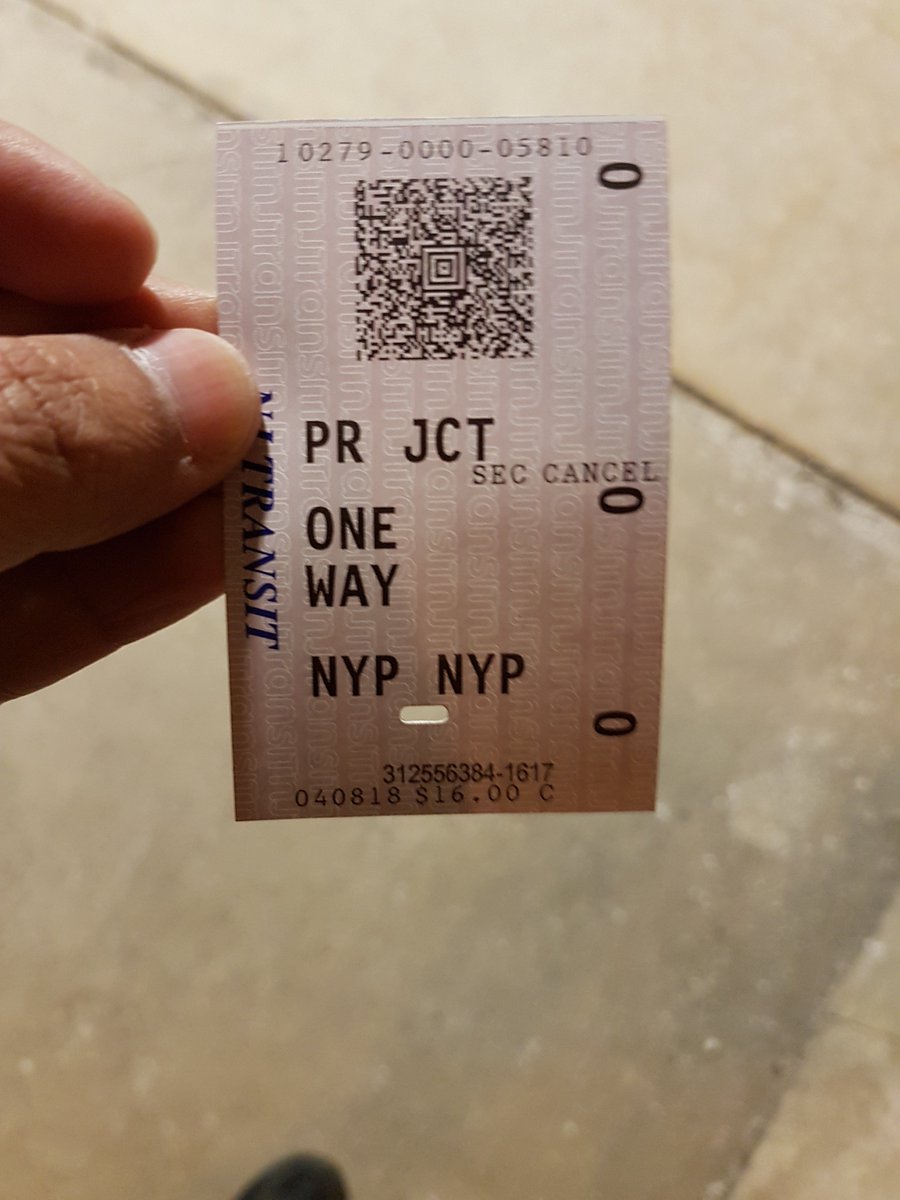 10279-0000-05810
0
PR JCT
SEC CANCEL
0
ONE
WAY
NJ TRANSIT
NYP NYP
0
312556384-1617
040818 $16.00 C